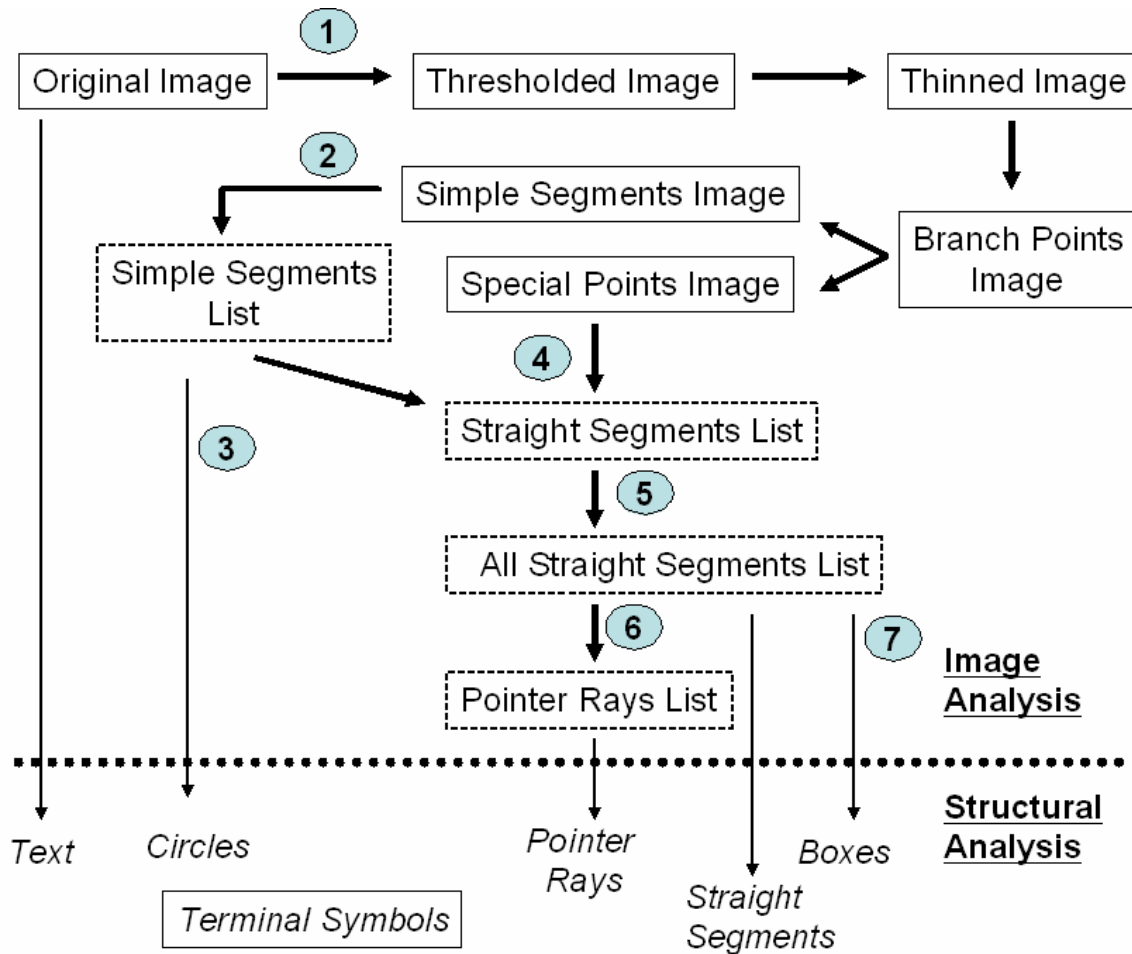 1
Original Image
Thresholded Image
Thinned Image
2
Simple Segments Image
Branch Points
Image
Simple Segments
List
Special Points Image
4
Straight Segments List
3
5
All Straight Segments List
6
7
Pointer Rays List
Image
Analysis
Structural
Analysis
Text
Circles
Pointer
Rays
Boxes
Straight
Segments
Terminal Symbols